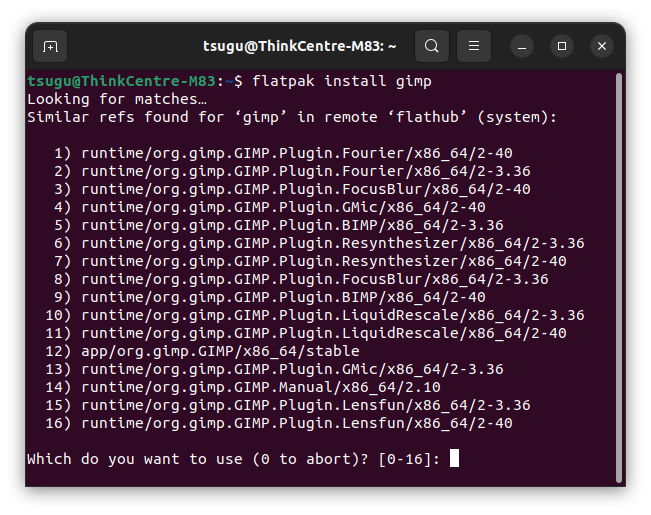 tsugu@ThinkCentre-M83: ~
tsugu@ThinkCentre-M83:~$ flatpak install gimp
Looking for matches…
Similar refs found for ‘gimp’ in remote ‘flathub’ (system):
1) runtime/org.gimp.GIMP.Plugin.Fourier/x86_64/2-40
2) runtime/org.gimp.GIMP.Plugin.Fourier/x86_64/2-3.36
3) runtime/org.gimp.GIMP.Plugin.FocusBlur/x86_64/2-40
4) runtime/org.gimp.GIMP.Plugin.GMic/x86_64/2-40
5) runtime/org.gimp.GIMP.Plugin.BIMP/x86_64/2-3.36
6) runtime/org.gimp.GIMP.Plugin.Resynthesizer/x86_64/2-3.36
7) runtime/org.gimp.GIMP.Plugin.Resynthesizer/x86_64/2-40
8) runtime/org.gimp.GIMP.Plugin.FocusBlur/x86_64/2-3.36
9) runtime/org.gimp.GIMP.Plugin.BIMP/x86_64/2-40
10) runtime/org.gimp.GIMP.Plugin.LiquidRescale/x86_64/2-3.36
11) runtime/org.gimp.GIMP.Plugin.LiquidRescale/x86_64/2-40
12) app/org.gimp.GIMP/x86_64/stable
13) runtime/org.gimp.GIMP.Plugin.GMic/x86_64/2-3.36
14) runtime/org.gimp.GIMP.Manual/x86_64/2.10
15) runtime/org.gimp.GIMP.Plugin.Lensfun/x86_64/2-3.36
16) runtime/org.gimp.GIMP.Plugin.Lensfun/x86_64/2-40
Which do you want to use (0 to abort)? [0-16]: